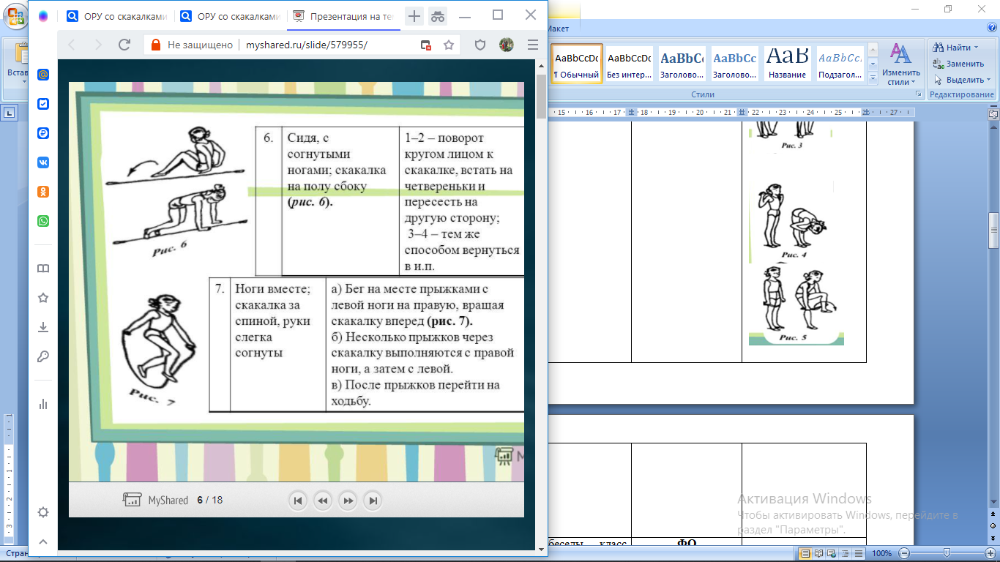 ОРУ со скакалками
ОРУ со скакалками
Презентация на те
Не защищено
myshared.ru/slide/579955/
6.
Сидя, с
согнутыми
ногами; скакалка
на полу сбоку
(рис. 6).
1–2 – поворот
кругом лицом к
скакалке, встать на
четвереньки и
пересесть на
другую сторону;
3–4 – тем же
способом вернуться
в и.п.
Рис. 6
7.
Ноги вместе;
скакалка за
спиной, руки
слегка
согнуты
а) Бег на месте прыжками с
левой ноги на правую, вращая
скакалку вперед (рис. 7).
б) Несколько прыжков через
скакалку выполняются с правой
ноги, а затем с левой.
в) После прыжков перейти на
ходьбу.
Рис. 7
MyShared 6 / 18
Встав
Макет
AaBbCcDc
¶ Обычный
AaBbCcDc
Без интер...
AaBbCc
Заголово...
AaBbCc
Заголово...
AaB
Название
AaBbCc.
Подзагол...
Изменить
стили
Стили
Найти
Заменить
Выделить
Редактирование
15 16 17 18 19 20 21 22 23 24 25 27
Рис. 3
Рис. 4
Рис. 5
Активация Windows
Чтобы активировать Windows, перейдите в
раздел "Параметры".
беседы, класс
ФО
Стран
100%